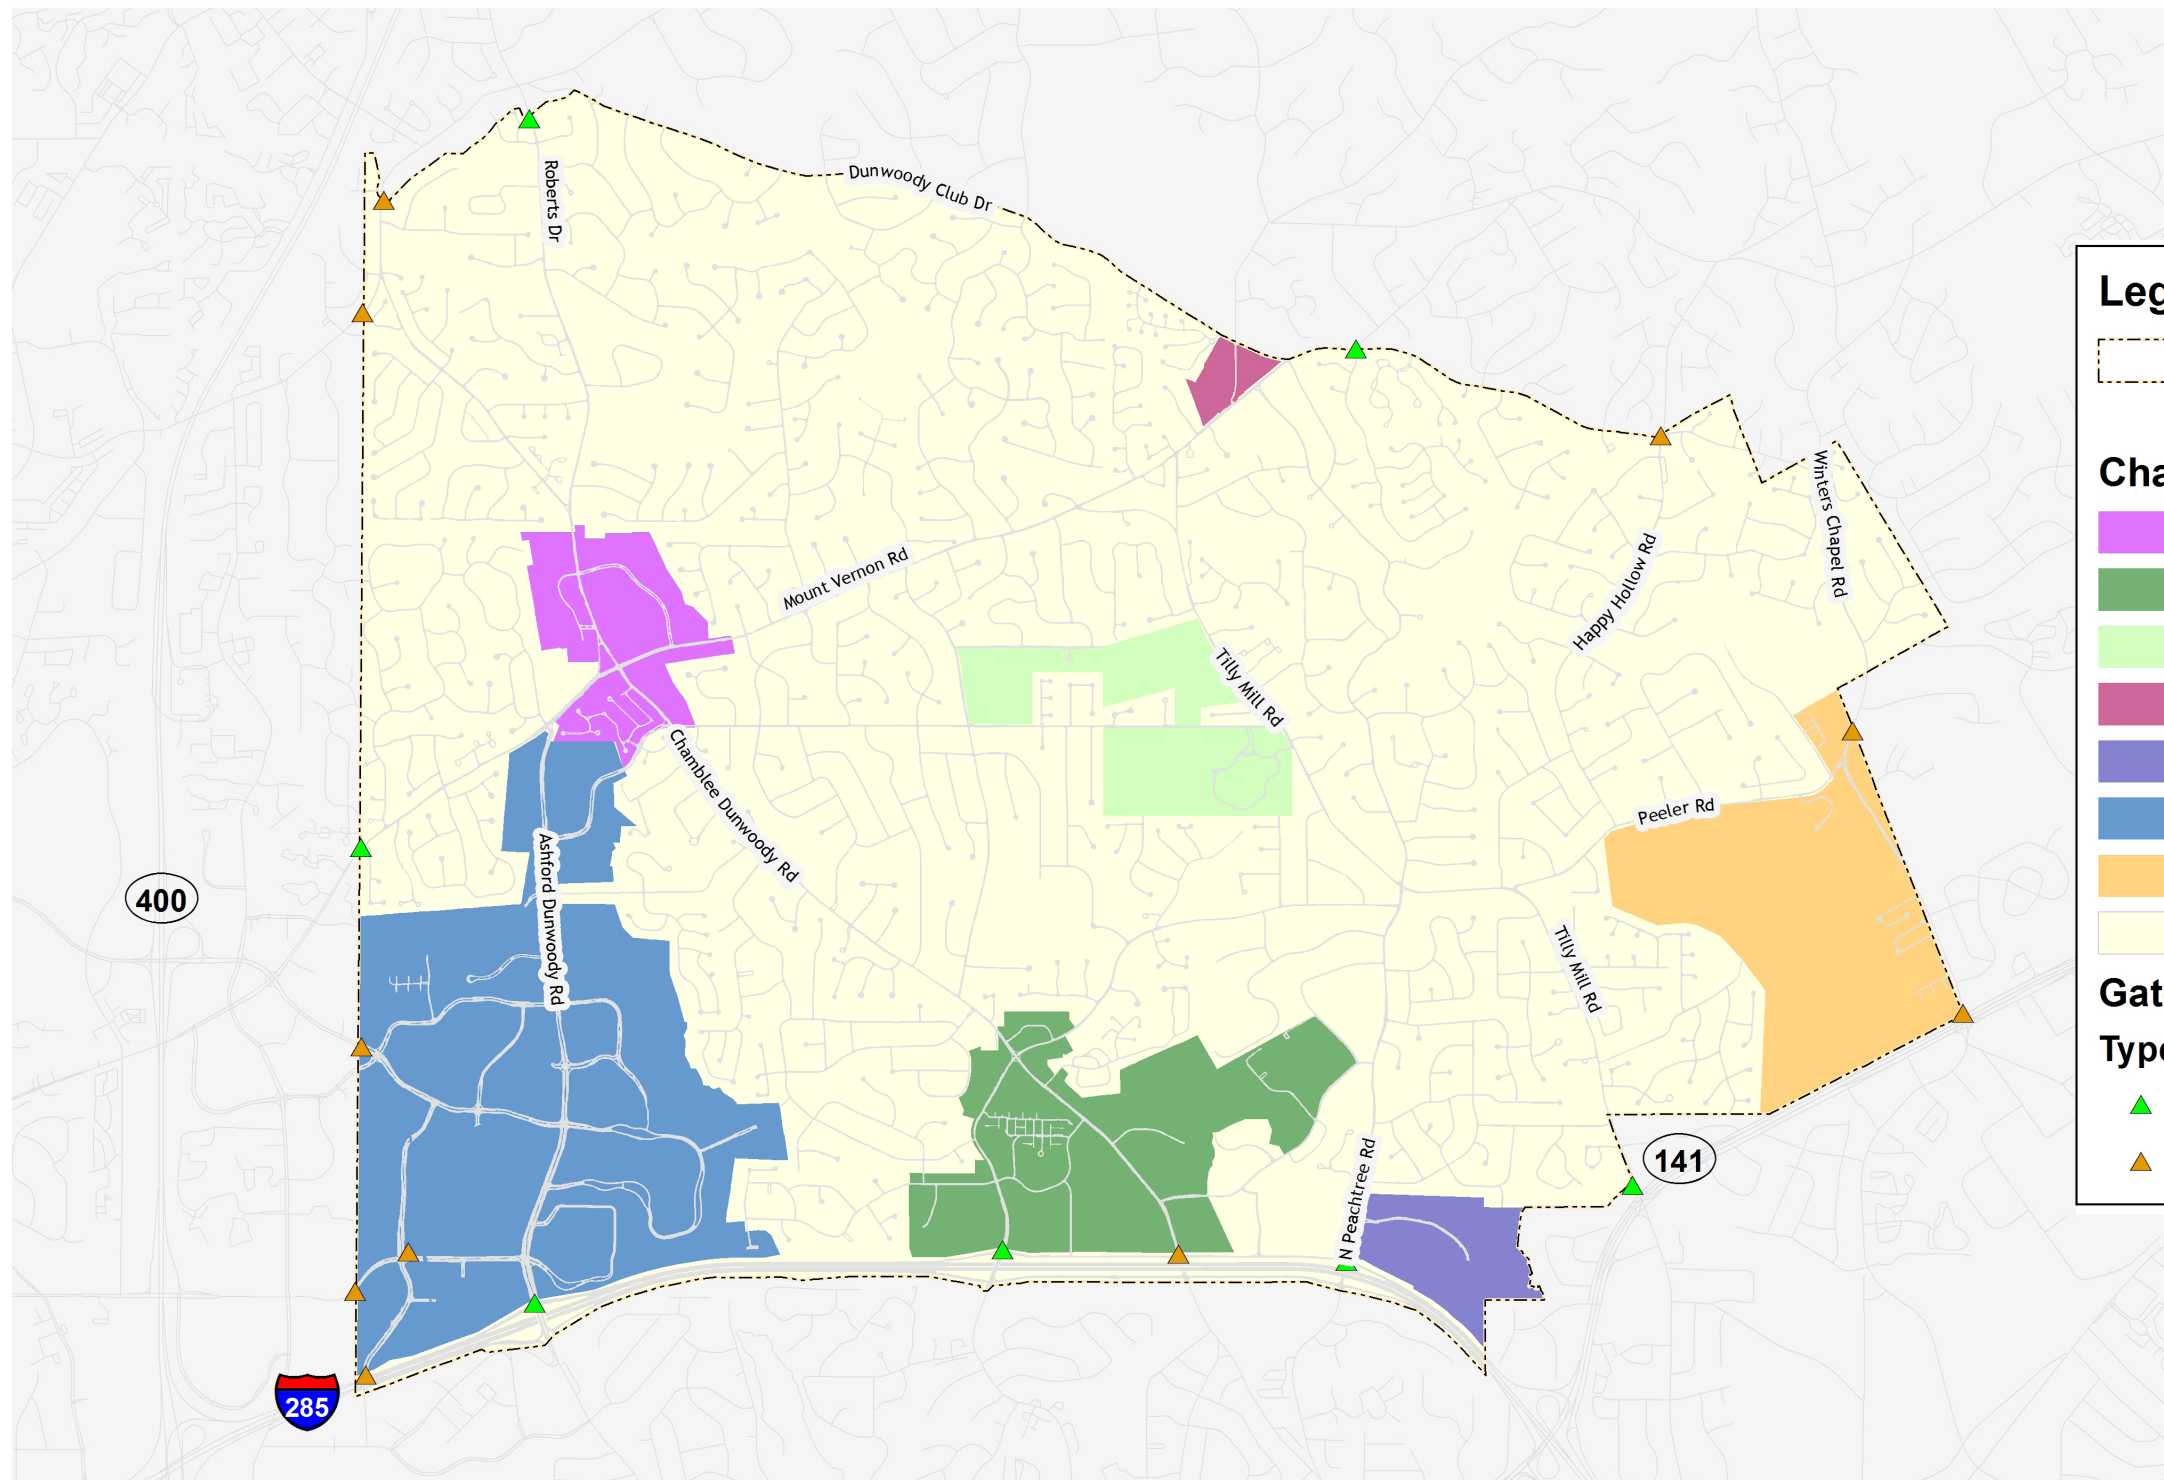 Roberts Dr
Dunwoody Club Dr
Leg
Winters Chapel Rd
Cha
Happy Hollow Rd
Mount Vernon Rd
Tilly Mill Rd
Chamblee Dunwoody Rd
Peeler Rd
Ashford Dunwoody Rd
400
Tilly Mill Rd
Gat
Type
141
N Peachtree Rd
285